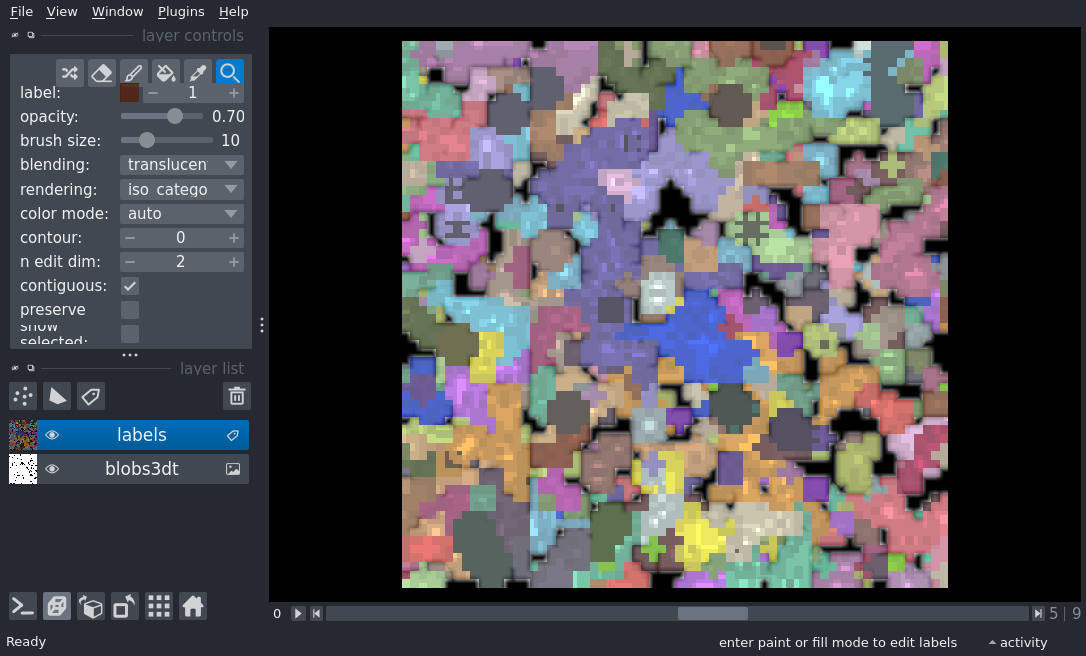 File View Window Plugins Help
layer controls
label: 1
opacity: 0.70
brush size: 10
blending: translucen
rendering: iso_catego
color mode: auto
contour: 0
n edit dim: 2
contiguous:
preserve
show
selected:
layer list
labels
blobs3dt
0 5 | 9
Ready enter paint or fill mode to edit labels activity